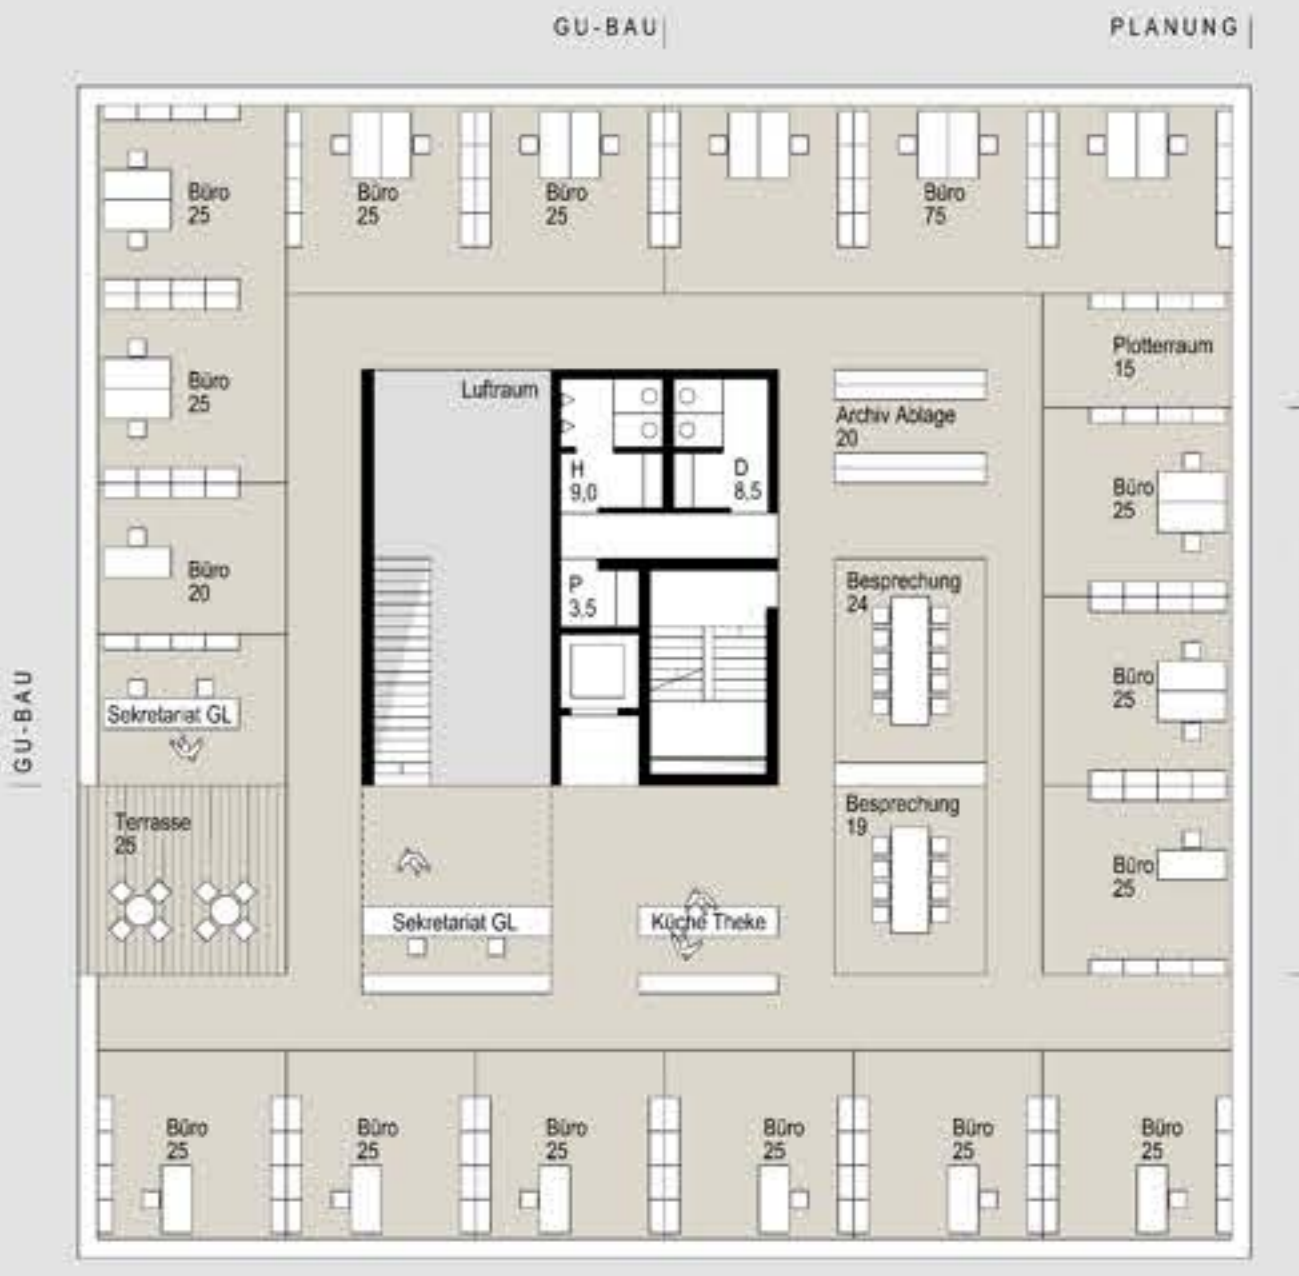 GU-BAU
PLANUNG
Büro
25
Büro
25
Büro
25
Büro
75
Plotterraum
15
Büro
25
Luftraum
Archiv Ablage
20
H
9,0
D
8,5
Büro
25
Büro
20
P
3,5
Besprechung
24
Büro
25
GU-BAU
Sekretariat GL
Terrasse
25
Besprechung
19
Büro
25
Sekretariat GL
Küche Theke
Büro
25
Büro
25
Büro
25
Büro
25
Büro
25
Büro
25